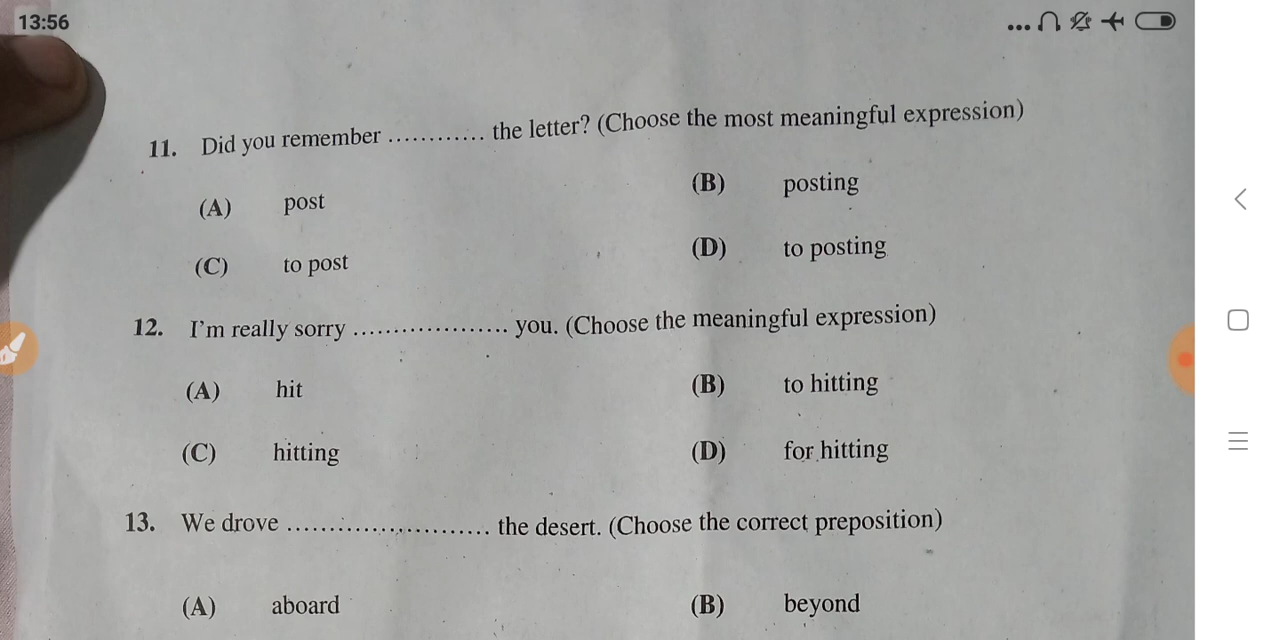 13:56
11. Did you remember ............ the letter? (Choose the most meaningful expression)
(A) post (B) posting
(C) to post (D) to posting
12. I'm really sorry ................... you. (Choose the meaningful expression)
(A) hit (B) to hitting
(C) hitting (D) for hitting
13. We drove ......................... the desert. (Choose the correct preposition)
(A) aboard (B) beyond